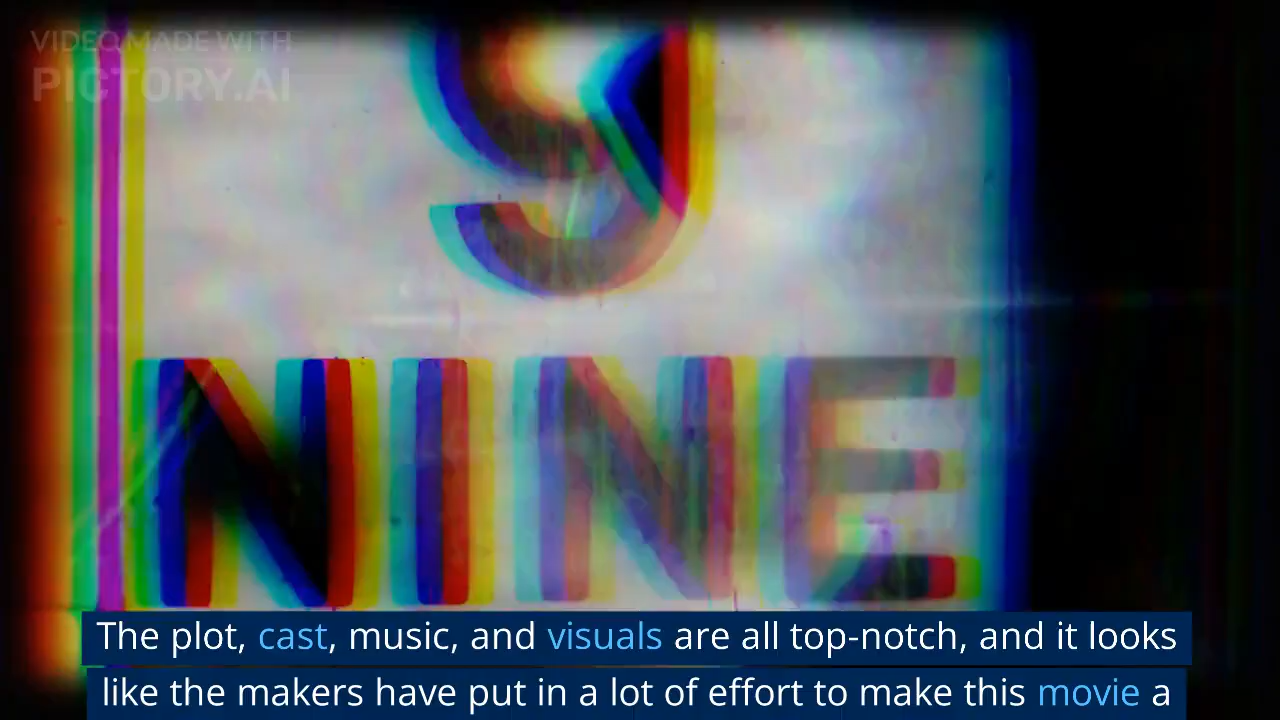 VIDEO MADE WITH
PICTORY.AI
9
NINE
The plot, cast, music, and visuals are all top-notch, and it looks
like the makers have put in a lot of effort to make this movie a